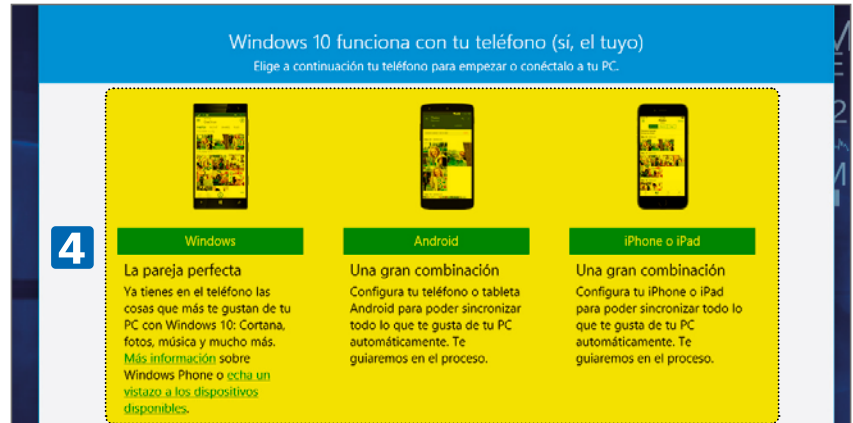 Windows 10 funciona con tu teléfono (sí, el tuyo)
Elige a continuación tu teléfono para empezar o conéctalo a tu PC.
4
Windows
La pareja perfecta
Ya tienes en el teléfono las
cosas que más te gustan de tu
PC con Windows 10: Cortana,
fotos, música y mucho más.
Más información sobre
Windows Phone o echa un
vistazo a los dispositivos
disponibles.
Android
Una gran combinación
Configura tu teléfono o tableta
Android para poder sincronizar
todo lo que te gusta de tu PC
automáticamente. Te
guiaremos en el proceso.
iPhone o iPad
Una gran combinación
Configura tu iPhone o iPad
para poder sincronizar todo lo
que te gusta de tu PC
automáticamente. Te
guiaremos en el proceso.